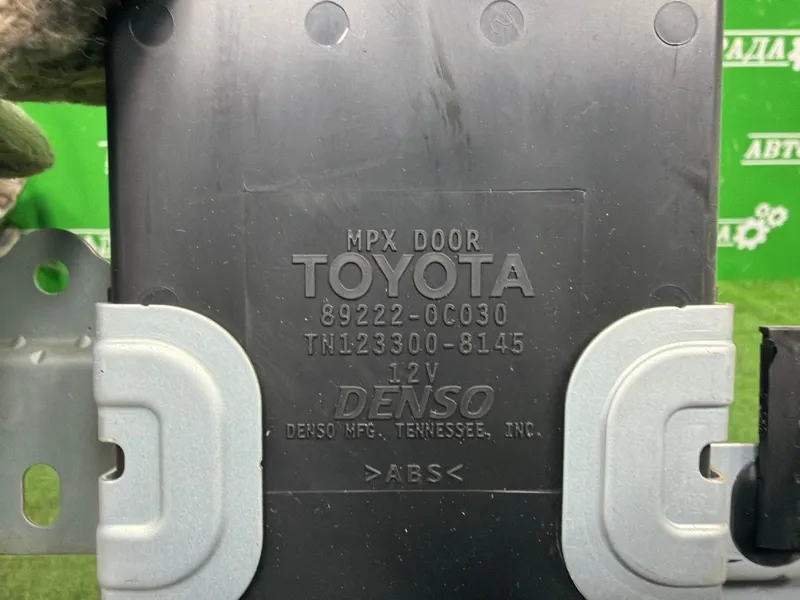 MPX DOOR
TOYOTA
89222-0C030
TN123300-8145
12V
DENSO
DENSO MFG. TENNESSEE, INC.
>ABS<